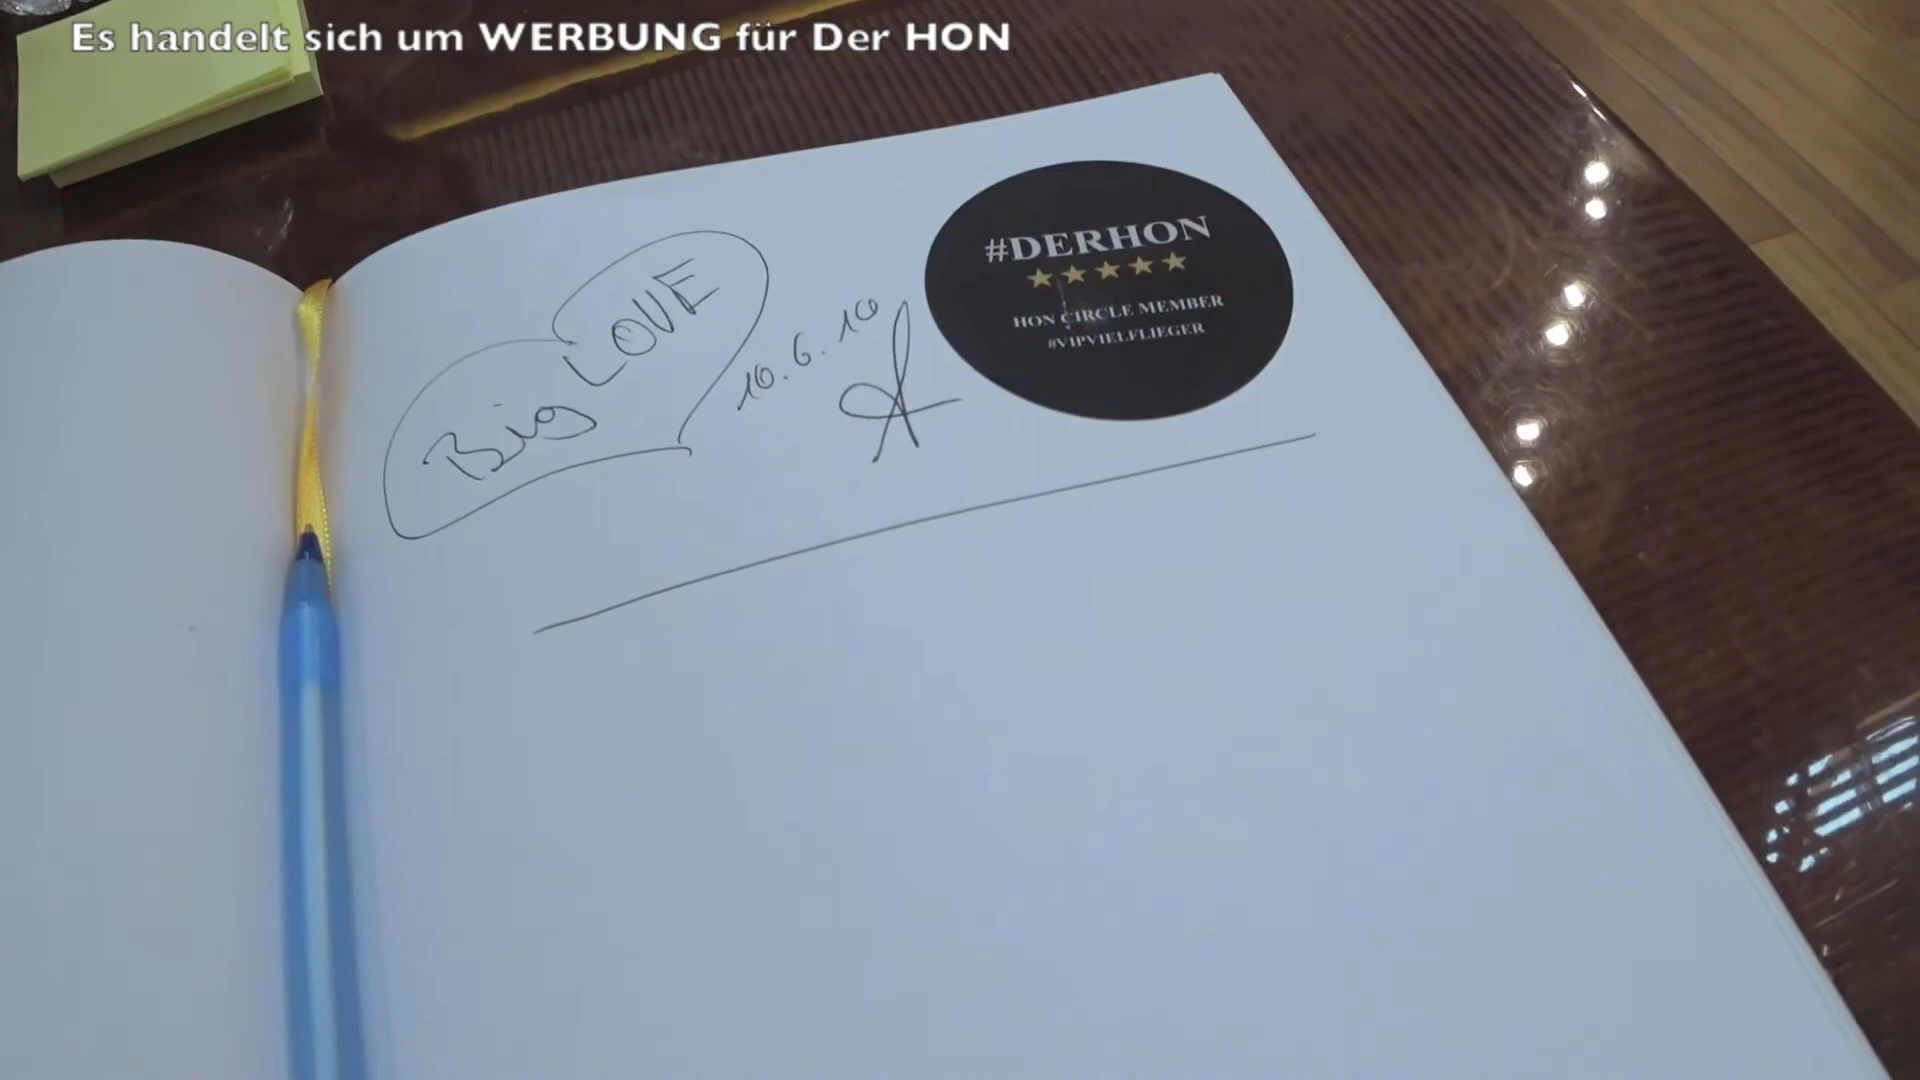 Es handelt sich um WERBUNG für Der HON
Big LOVE
10.6.10
#DERHON
HON CIRCLE MEMBER
#VIPVIELFLIEGER